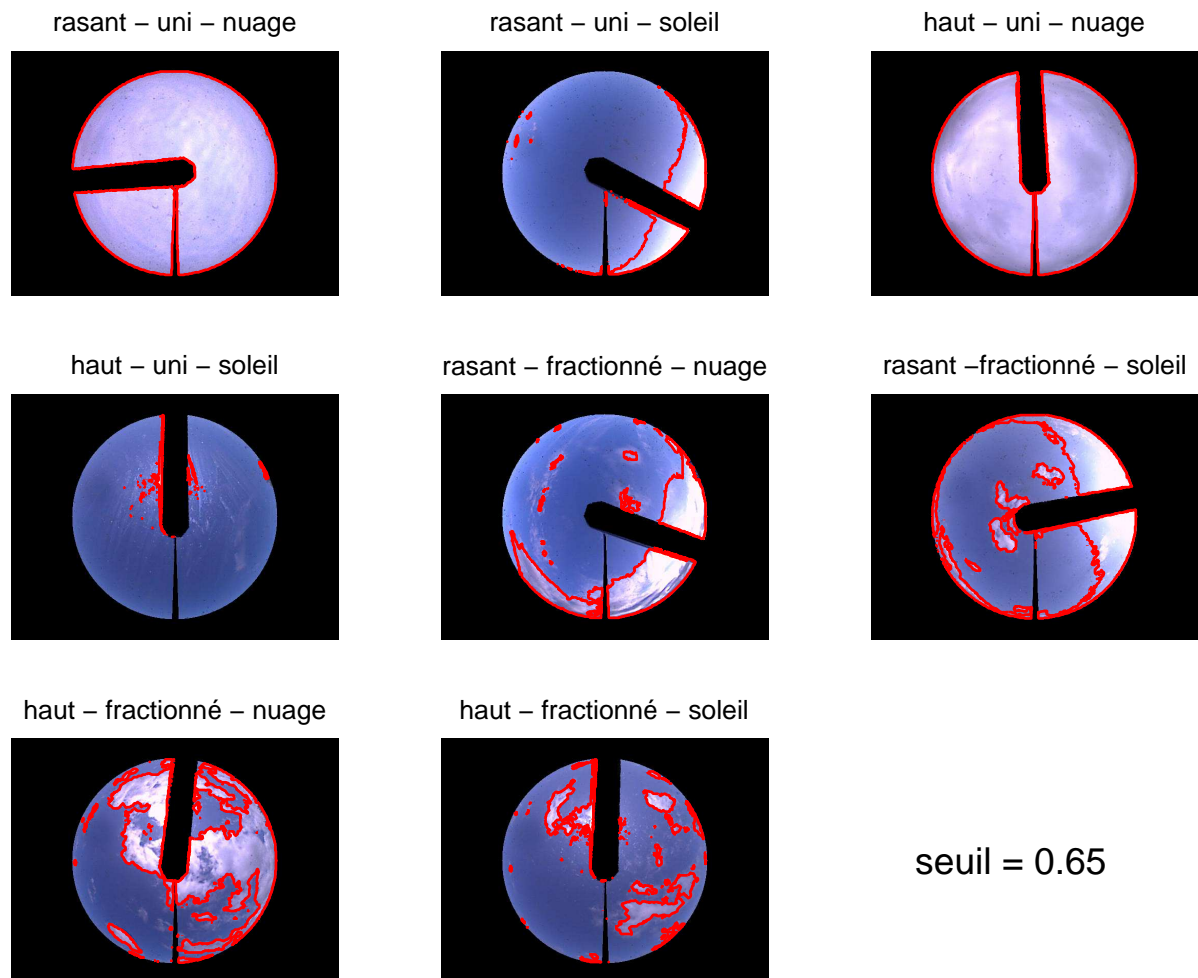 rasant – uni – nuage
rasant – uni – soleil
haut – uni – nuage
haut – uni – soleil
rasant – fractionné – nuage
rasant –fractionné – soleil
haut – fractionné – nuage
haut – fractionné – soleil
seuil = 0.65